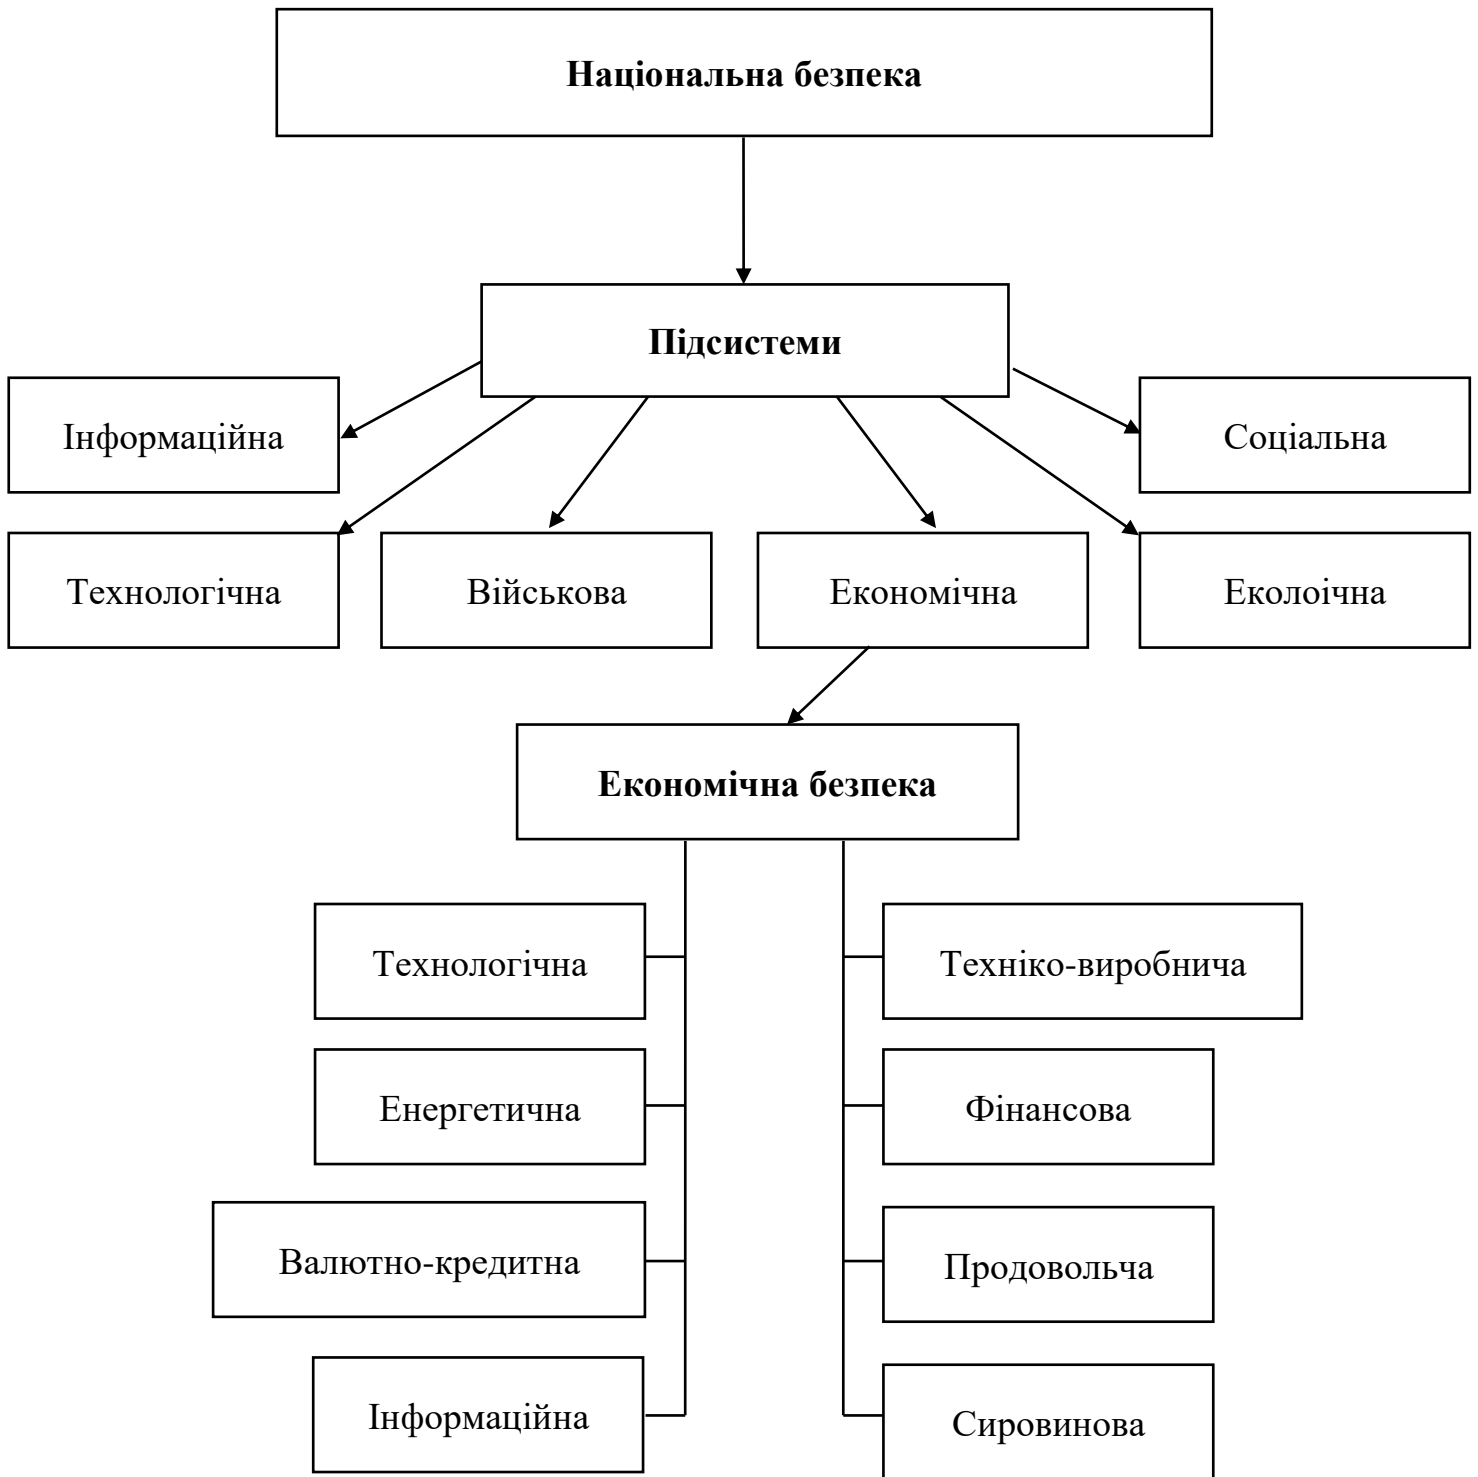 Національна безпека
Підсистеми
Інформаційна
Соціальна
Технологічна
Військова
Економічна
Еколоічна
Економічна безпека
Технологічна
Техніко-виробнича
Енергетична
Фінансова
Валютно-кредитна
Продовольча
Інформаційна
Сировинова